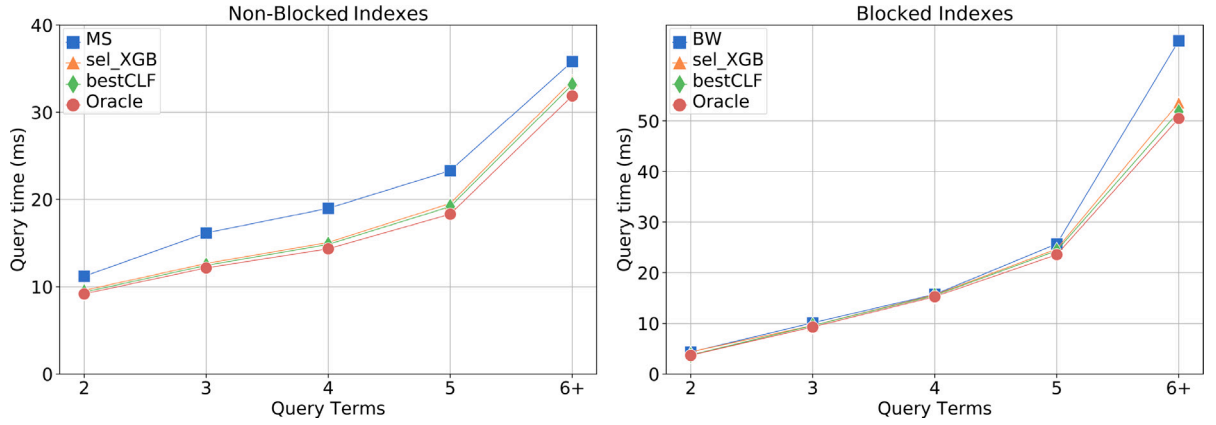 Non-Blocked Indexes
MS
sel_XGB
bestCLF
Oracle
Query time (ms)
40
30
20
10
0
2 3 4 5 6+
Query Terms
Blocked Indexes
BW
sel_XGB
bestCLF
Oracle
Query time (ms)
50
40
30
20
10
0
2 3 4 5 6+
Query Terms